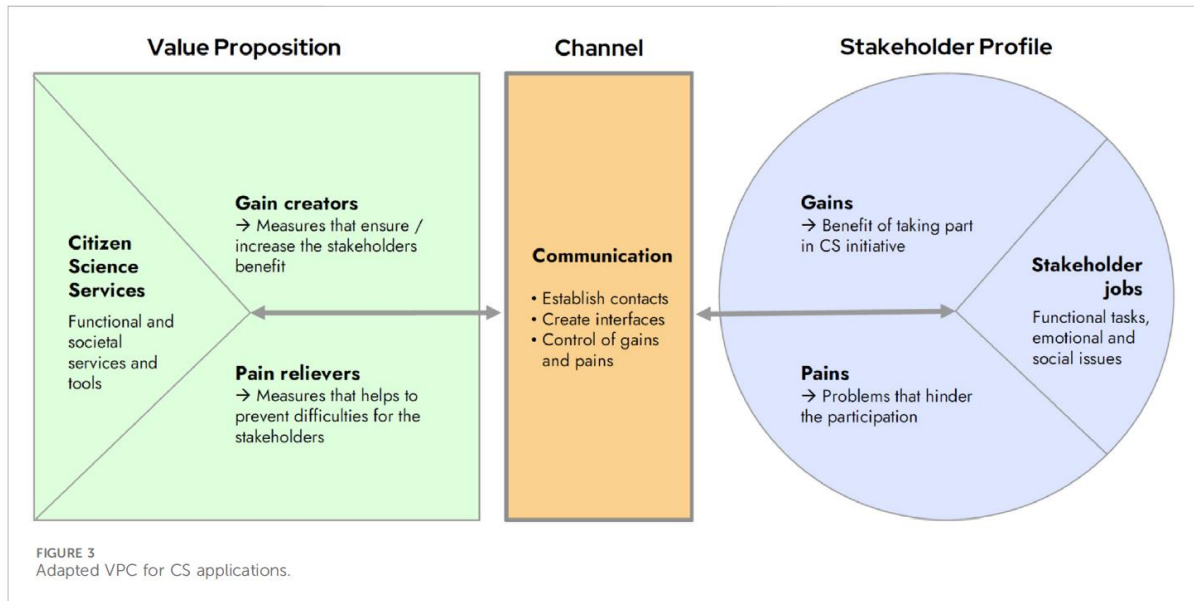 Value Proposition
Channel
Stakeholder Profile
Citizen
Science
Services
Functional and
societal
services and
tools
Gain creators
→ Measures that ensure /
increase the stakeholders
benefit
Pain relievers
→ Measures that helps to
prevent difficulties for the
stakeholders
Communication
• Establish contacts
• Create interfaces
• Control of gains
and pains
Gains
→ Benefit of taking part
in CS initiative
Pains
→ Problems that hinder
the participation
Stakeholder
jobs
Functional tasks,
emotional and
social issues
FIGURE 3
Adapted VPC for CS applications.